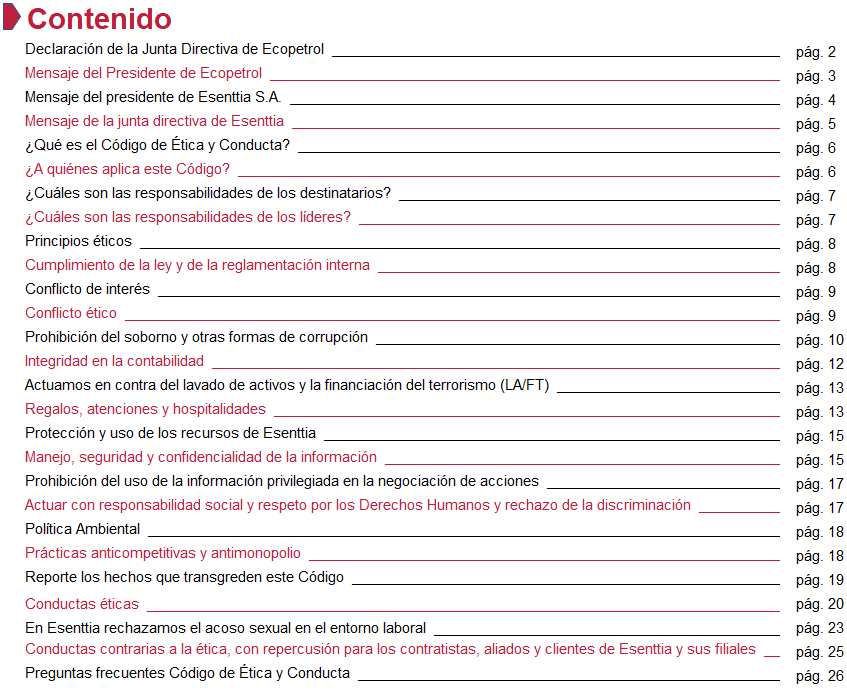 Contenido
Declaración de la Junta Directiva de Ecopetrol pág. 2
Mensaje del Presidente de Ecopetrol pág. 3
Mensaje del presidente de Esenttia S.A. pág. 4
Mensaje de la junta directiva de Esenttia pág. 5
¿Qué es el Código de Ética y Conducta? pág. 6
¿A quiénes aplica este Código? pág. 6
¿Cuáles son las responsabilidades de los destinatarios? pág. 7
¿Cuáles son las responsabilidades de los líderes? pág. 7
Principios éticos pág. 8
Cumplimiento de la ley y de la reglamentación interna pág. 8
Conflicto de interés pág. 9
Conflicto ético pág. 9
Prohibición del soborno y otras formas de corrupción pág. 10
Integridad en la contabilidad pág. 12
Actuamos en contra del lavado de activos y la financiación del terrorismo (LA/FT) pág. 13
Regalos, atenciones y hospitalidades pág. 13
Protección y uso de los recursos de Esenttia pág. 15
Manejo, seguridad y confidencialidad de la información pág. 15
Prohibición del uso de la información privilegiada en la negociación de acciones pág. 17
Actuar con responsabilidad social y respeto por los Derechos Humanos y rechazo de la discriminación pág. 17
Política Ambiental pág. 18
Prácticas anticompetitivas y antimonopolio pág. 18
Reporte los hechos que transgreden este Código pág. 19
Conductas éticas pág. 20
En Esenttia rechazamos el acoso sexual en el entorno laboral pág. 23
Conductas contrarias a la ética, con repercusión para los contratistas, aliados y clientes de Esenttia y sus filiales pág. 25
Preguntas frecuentes Código de Ética y Conducta pág. 26